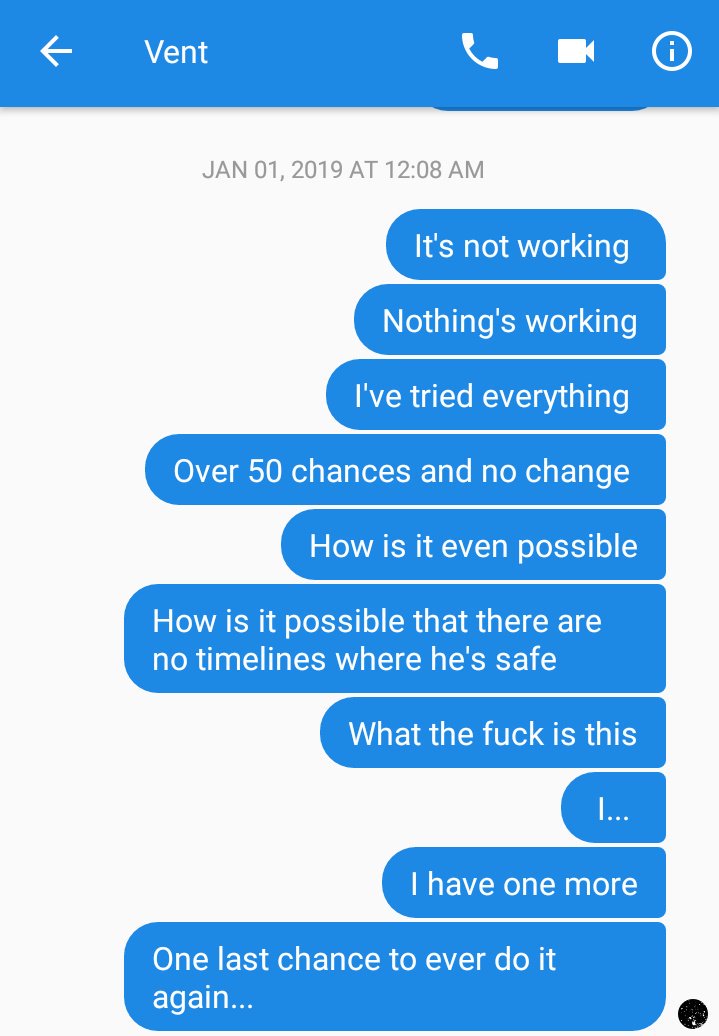 Vent
JAN 01, 2019 AT 12:08 AM
It's not working
Nothing's working
I've tried everything
Over 50 chances and no change
How is it even possible
How is it possible that there are
no timelines where he's safe
What the fuck is this
I...
I have one more
One last chance to ever do it
again...